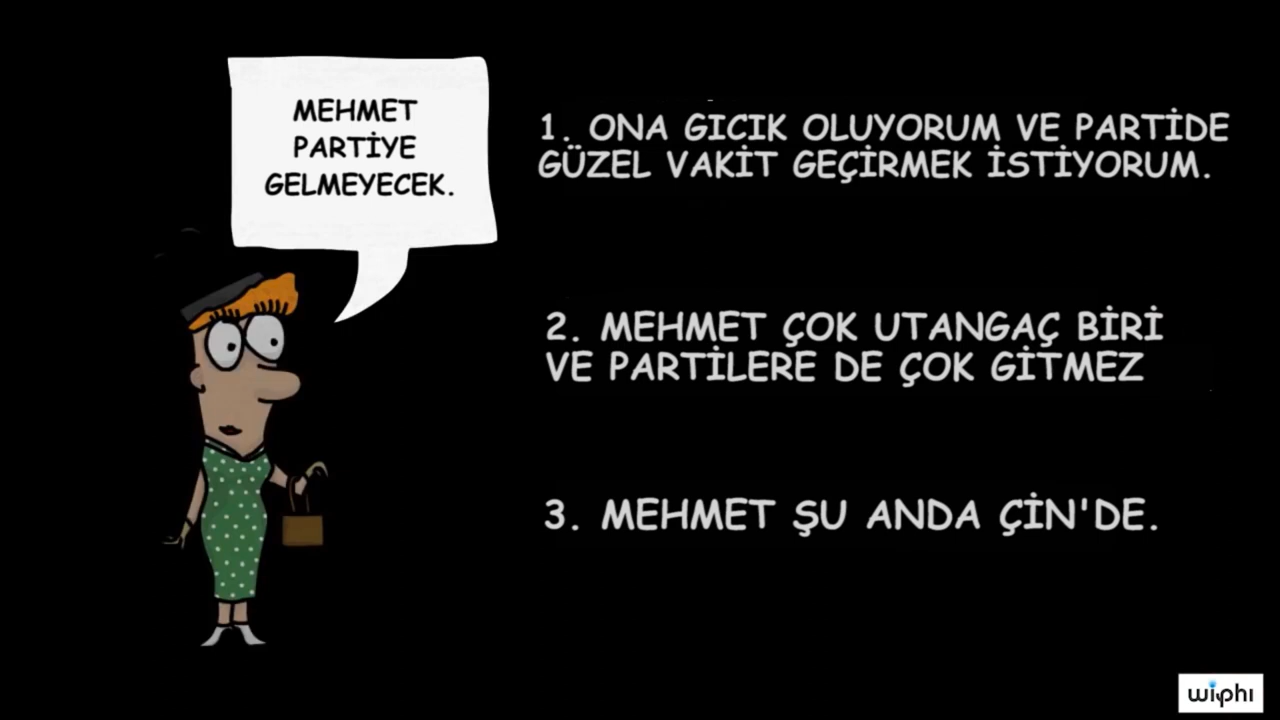 MEHMET
PARTİYE
GELMEYECEK.
1. ONA GICIK OLUYORUM VE PARTİDE
GÜZEL VAKİT GEÇİRMEK İSTİYORUM.
2. MEHMET ÇOK UTANGAÇ BİRİ
VE PARTİLERE DE ÇOK GİTMEZ
3. MEHMET ŞU ANDA ÇİN'DE.
wiphi